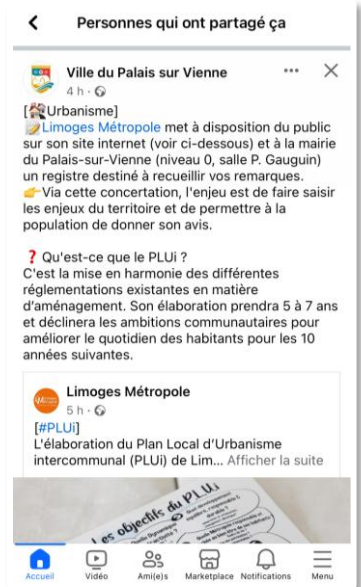 Personnes qui ont partagé ça
Ville du Palais sur Vienne
4 h
[🏘Urbanisme]
📝Limoges Métropole met à disposition du public
sur son site internet (voir ci-dessous) et à la mairie
du Palais-sur-Vienne (niveau 0, salle P. Gauguin)
un registre destiné à recueillir vos remarques.
👉Via cette concertation, l'enjeu est de faire saisir
les enjeux du territoire et de permettre à la
population de donner son avis.
❓ Qu'est-ce que le PLUi ?
C'est la mise en harmonie des différentes
réglementations existantes en matière
d'aménagement. Son élaboration prendra 5 à 7 ans
et déclinera les ambitions communautaires pour
améliorer le quotidien des habitants pour les 10
années suivantes.
Limoges Métropole
5 h
[#PLUi]
L'élaboration du Plan Local d'Urbanisme
intercommunal (PLUi) de Lim... Afficher la suite
Les objectifs du PLUi
Accueil
Vidéo
Ami(e)s
Marketplace
Notifications
Menu